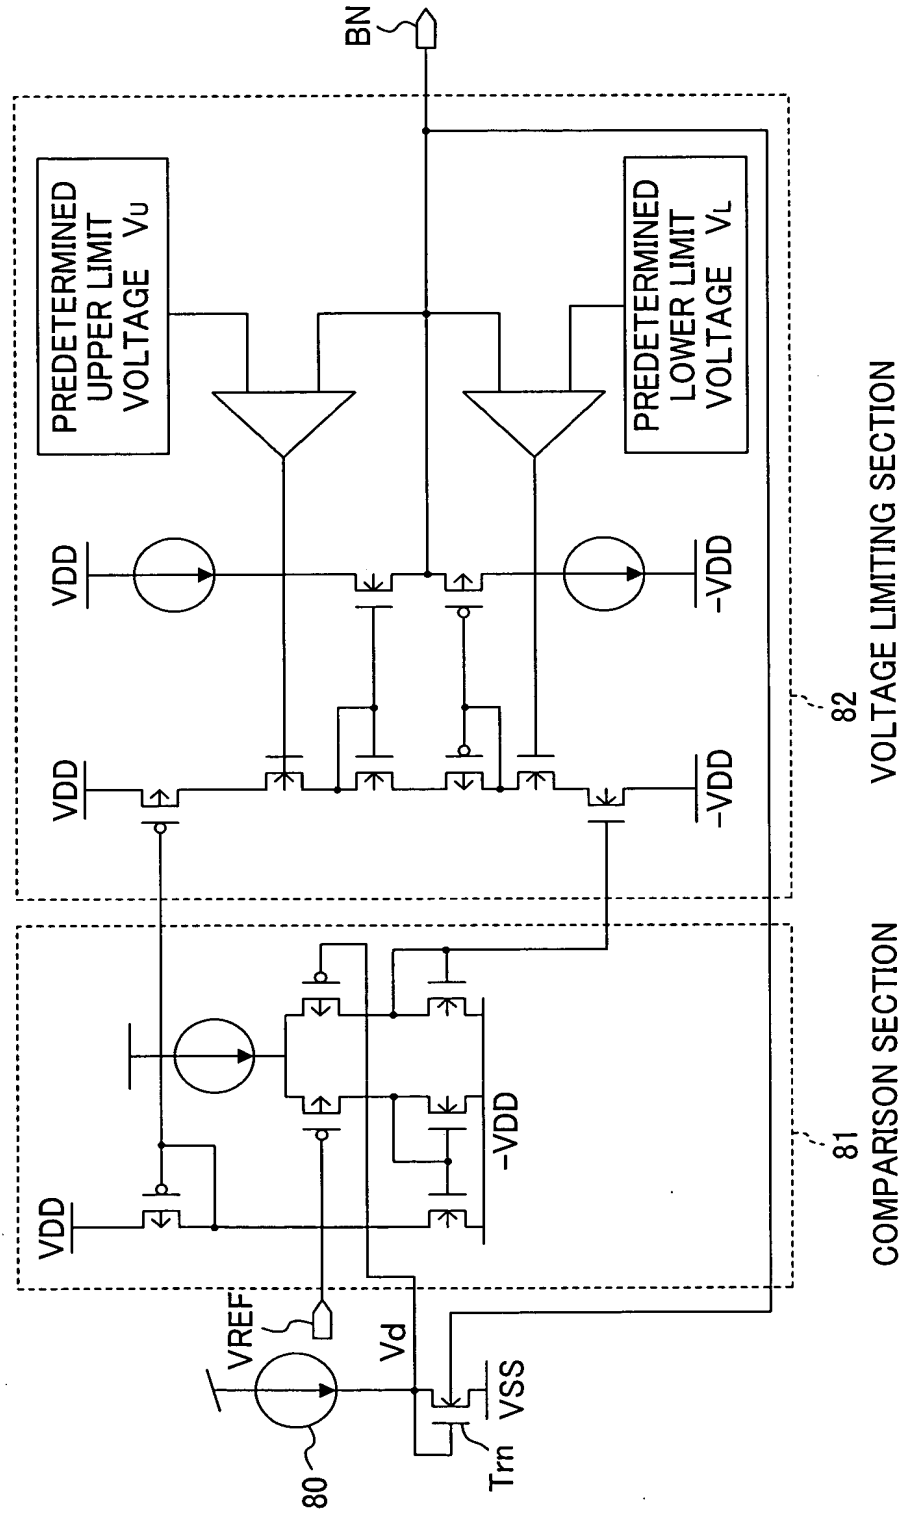 BN
PREDETERMINED
UPPER LIMIT
VOLTAGE VU
PREDETERMINED
LOWER LIMIT
VOLTAGE VL
VDD
-VDD
VDD
-VDD
82
VOLTAGE LIMITING SECTION
VDD
-VDD
81
COMPARISON SECTION
VREF
Vd
80
VSS
Trn